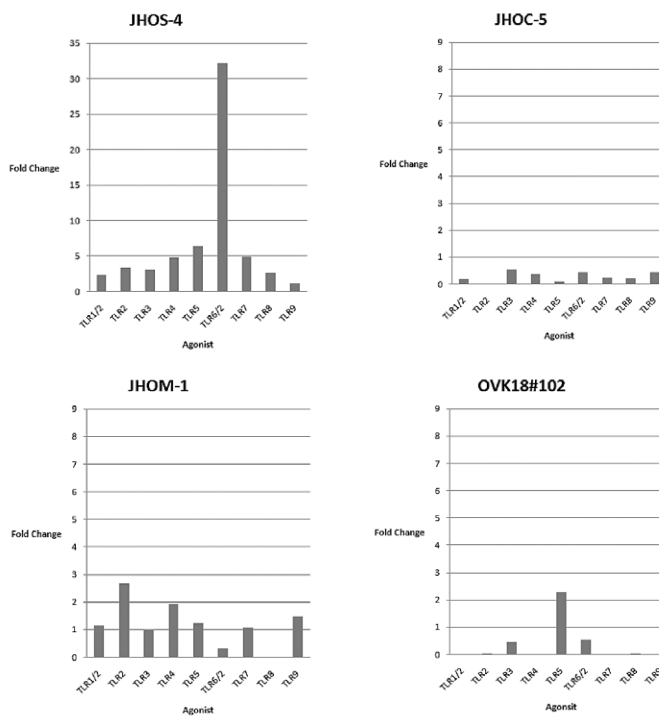 JHOS-4
35
30
25
20
15
10
5
0
Fold Change
TLR1/2 TLR2 TLR3 TLR4 TLR5 TLR6/2 TLR7 TLR8 TLR9
Agonist
JHOC-5
9
8
7
6
5
4
3
2
1
0
Fold Change
TLR1/2 TLR2 TLR3 TLR4 TLR5 TLR6/2 TLR7 TLR8 TLR9
Agonist
JHOM-1
9
8
7
6
5
4
3
2
1
0
Fold Change
TLR1/2 TLR2 TLR3 TLR4 TLR5 TLR6/2 TLR7 TLR8 TLR9
Agonist
OVK18#102
9
8
7
6
5
4
3
2
1
0
Fold Change
TLR1/2 TLR2 TLR3 TLR4 TLR5 TLR6/2 TLR7 TLR8 TLR9
Agonsit